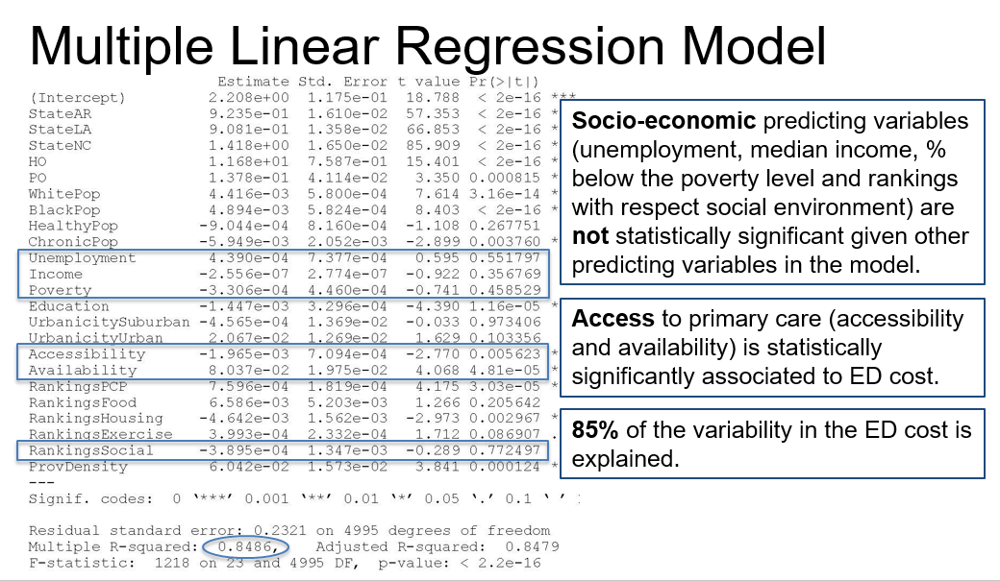 Multiple Linear Regression Model
Estimate Std. Error t value Pr(>|t|)
(Intercept) 2.208e+00 1.175e-01 18.788 < 2e-16 ***
StateAR 9.235e-01 1.610e-02 57.353 < 2e-16 *
StateLA 9.081e-01 1.358e-02 66.853 < 2e-16 *
StateNC 1.418e+00 1.650e-02 85.909 < 2e-16 *
HO 1.168e+01 7.587e-01 15.401 < 2e-16 *
PO 1.378e-01 4.114e-02 3.350 0.000815 *
WhitePop 4.416e-03 5.800e-04 7.614 3.16e-14 *
BlackPop 4.894e-03 5.824e-04 8.403 < 2e-16 *
HealthyPop -9.044e-04 8.160e-04 -1.108 0.267751
ChronicPop -5.949e-03 2.052e-03 -2.899 0.003760 *
Unemployment 4.390e-04 7.377e-04 0.595 0.551797
Income -2.556e-07 2.774e-07 -0.922 0.356769
Poverty -3.306e-04 4.460e-04 -0.741 0.458529
Education -1.447e-03 3.296e-04 -4.390 1.16e-05 *
UrbanicitySuburban -4.565e-04 1.369e-02 -0.033 0.973406
UrbanicityUrban 2.067e-02 1.269e-02 1.629 0.103356
Accessibility -1.965e-03 7.094e-04 -2.770 0.005623 *
Availability 8.037e-02 1.975e-02 4.068 4.81e-05 *
RankingsPCP 7.596e-04 1.819e-04 4.175 3.03e-05 *
RankingsFood 6.586e-03 5.203e-03 1.266 0.205642
RankingsHousing -4.642e-03 1.562e-03 -2.973 0.002967 *
RankingsExercise 3.993e-04 2.332e-04 1.712 0.086907 .
RankingsSocial -3.895e-04 1.347e-03 -0.289 0.772497
ProvDensity 6.042e-02 1.573e-02 3.841 0.000124 *
---
Signif. codes: 0 ‘***’ 0.001 ‘**’ 0.01 ‘*’ 0.05 ‘.’ 0.1 ‘ ’
Residual standard error: 0.2321 on 4995 degrees of freedom
Multiple R-squared: 0.8486, Adjusted R-squared: 0.8479
F-statistic: 1218 on 23 and 4995 DF, p-value: < 2.2e-16
Socio-economic predicting variables
(unemployment, median income, %
below the poverty level and rankings
with respect social environment) are
not statistically significant given other
predicting variables in the model.
Access to primary care (accessibility
and availability) is statistically
significantly associated to ED cost.
85% of the variability in the ED cost is
explained.